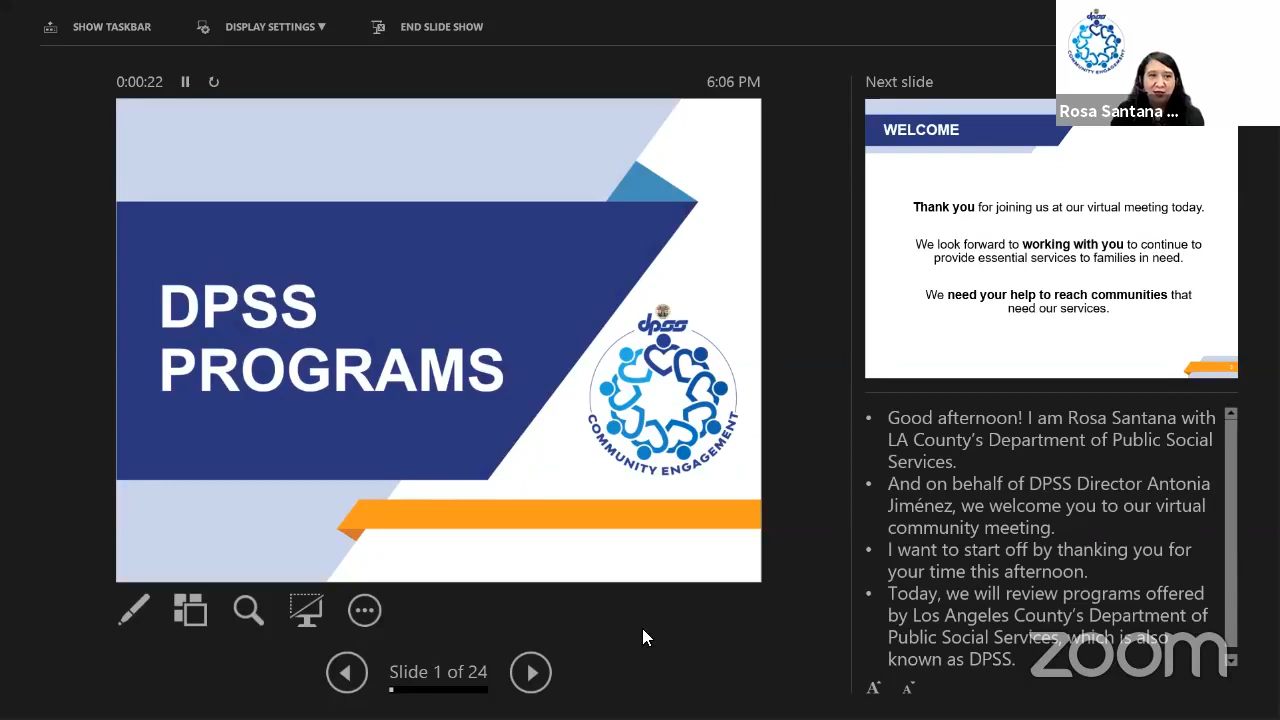 SHOW TASKBAR
DISPLAY SETTINGS ▼
END SLIDE SHOW
dpss
COMMUNITY ENGAGEMENT
Rosa Santana ...
0:00:22
6:06 PM
DPSS
PROGRAMS
dpss
COMMUNITY ENGAGEMENT
Slide 1 of 24
Next slide
WELCOME
Thank you for joining us at our virtual meeting today.
We look forward to working with you to continue to
provide essential services to families in need.
We need your help to reach communities that
need our services.
• Good afternoon! I am Rosa Santana with
LA County's Department of Public Social
Services.
• And on behalf of DPSS Director Antonia
Jiménez, we welcome you to our virtual
community meeting.
• I want to start off by thanking you for
your time this afternoon.
• Today, we will review programs offered
by Los Angeles County's Department of
Public Social Services, which is also
known as DPSS.
zoom
A
A